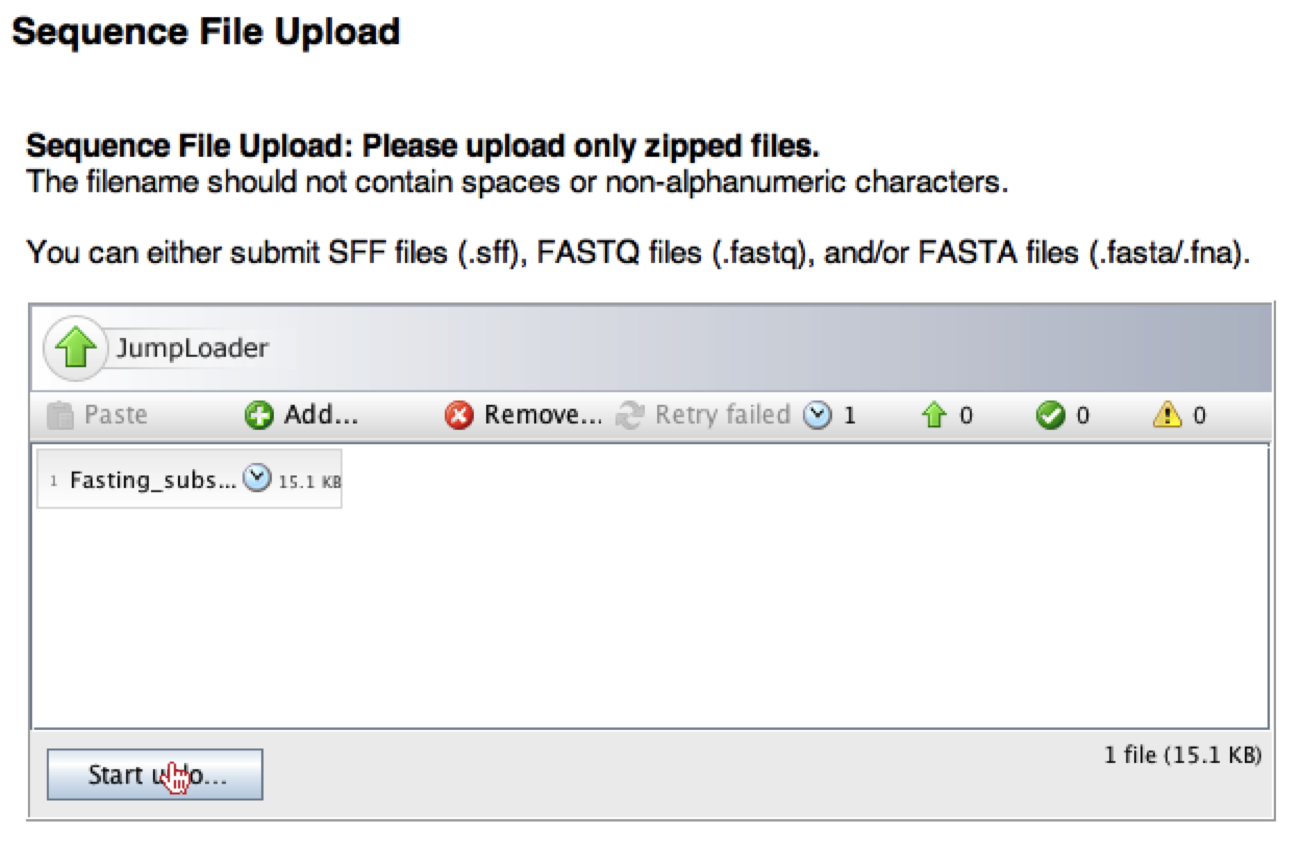 Sequence File Upload
Sequence File Upload: Please upload only zipped files.
The filename should not contain spaces or non-alphanumeric characters.
You can either submit SFF files (.sff), FASTQ files (.fastq), and/or FASTA files (.fasta/.fna).
JumpLoader
Paste Add... Remove... Retry failed 1 0 0 0
1 Fasting_subs... 15.1 KB
1 file (15.1 KB)
Start